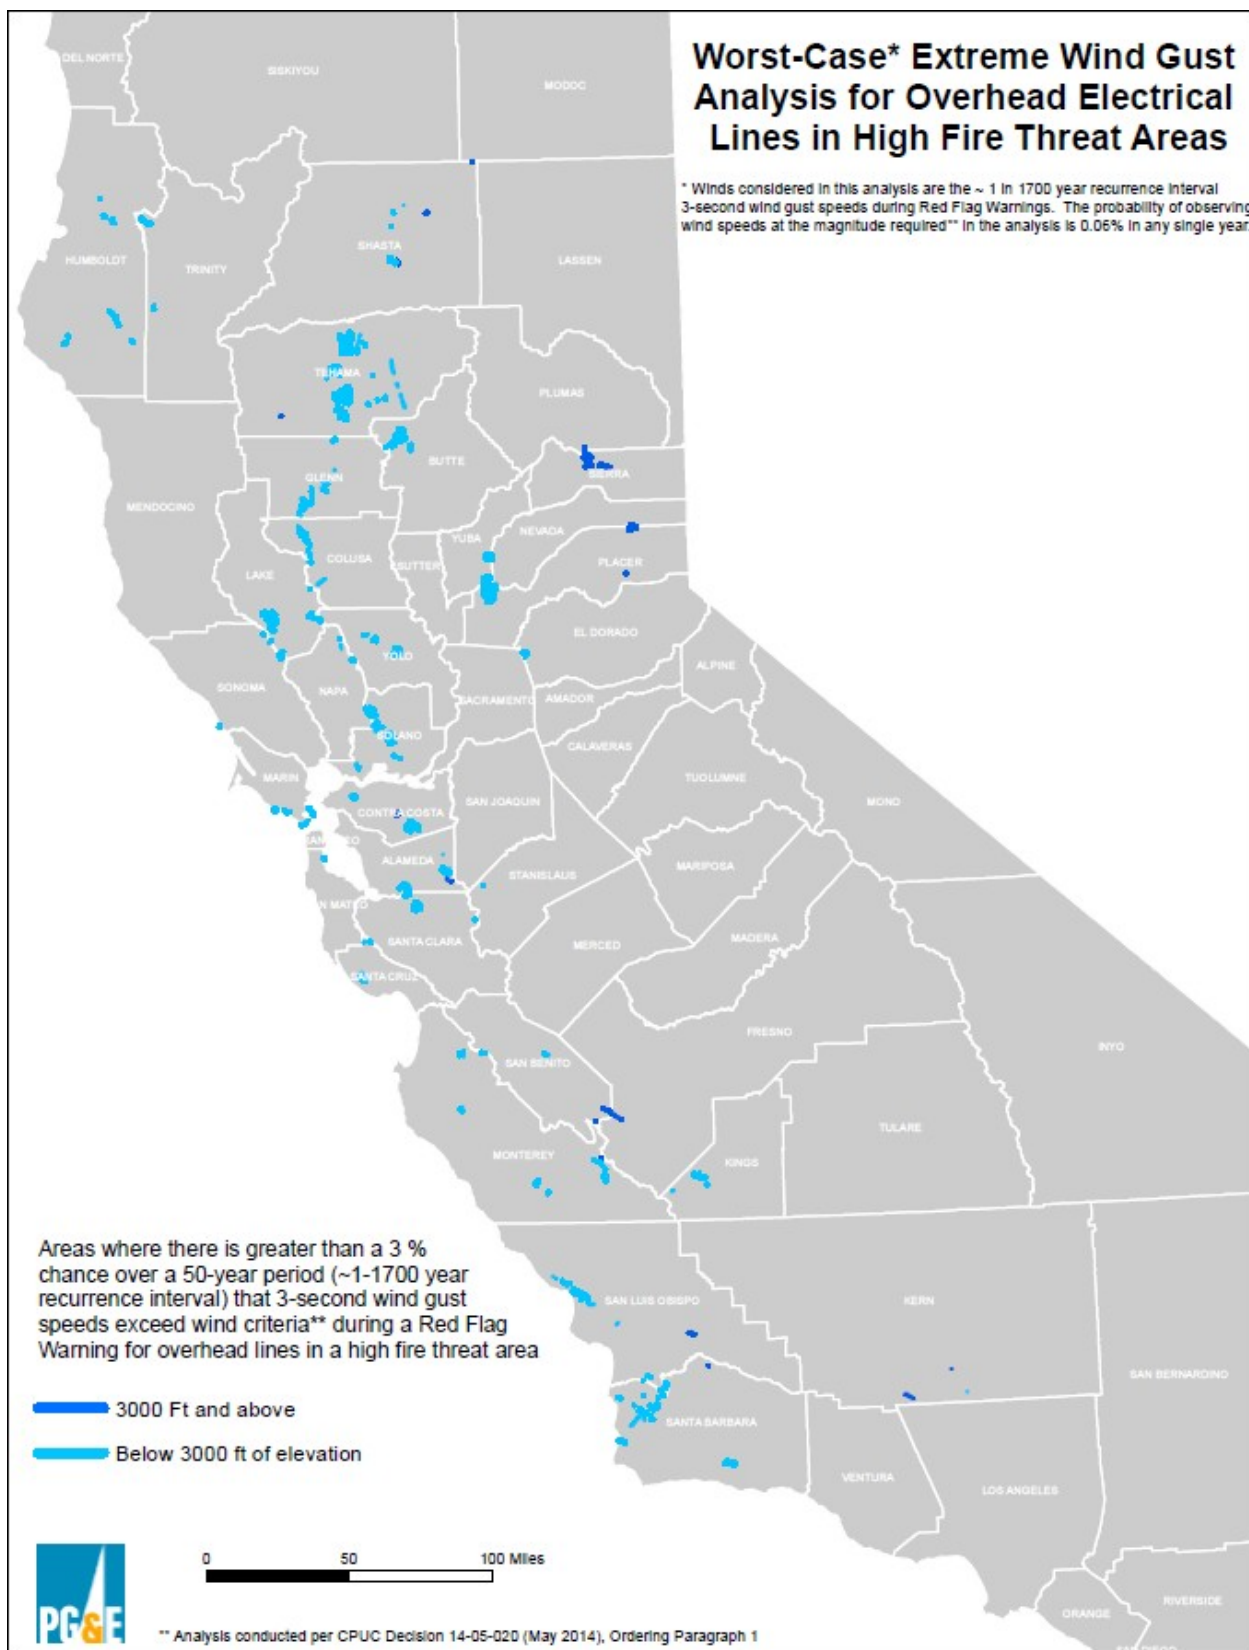 Worst-Case* Extreme Wind Gust
Analysis for Overhead Electrical
Lines in High Fire Threat Areas
* Winds considered in this analysis are the ~ 1 in 1700 year recurrence interval
3-second wind gust speeds during Red Flag Warnings. The probability of observing
wind speeds at the magnitude required** in the analysis is 0.06% in any single year.
DEL NORTE
SISKIYOU
MODOC
HUMBOLDT
TRINITY
SHASTA
LASSEN
TEHAMA
PLUMAS
MENDOCINO
GLENN
BUTTE
SIERRA
LAKE
COLUSA
SUTTER
YUBA
NEVADA
PLACER
SONOMA
NAPA
YOLO
EL DORADO
SACRAMENTO
AMADOR
ALPINE
SOLANO
CALAVERAS
MARIN
CONTRA COSTA
SAN JOAQUIN
TUOLUMNE
MONO
ALAMEDA
STANISLAUS
MARIPOSA
N MATEO
SANTA CLARA
MERCED
MADERA
SANTA CRUZ
SAN BENITO
FRESNO
INYO
MONTEREY
KINGS
TULARE
SAN LUIS OBISPO
KERN
SAN BERNARDINO
SANTA BARBARA
VENTURA
LOS ANGELES
ORANGE
RIVERSIDE
Areas where there is greater than a 3 %
chance over a 50-year period (~1-1700 year
recurrence interval) that 3-second wind gust
speeds exceed wind criteria** during a Red Flag
Warning for overhead lines in a high fire threat area
3000 Ft and above
Below 3000 ft of elevation
0 50 100 Miles
PG&E
** Analysis conducted per CPUC Decision 14-05-020 (May 2014), Ordering Paragraph 1